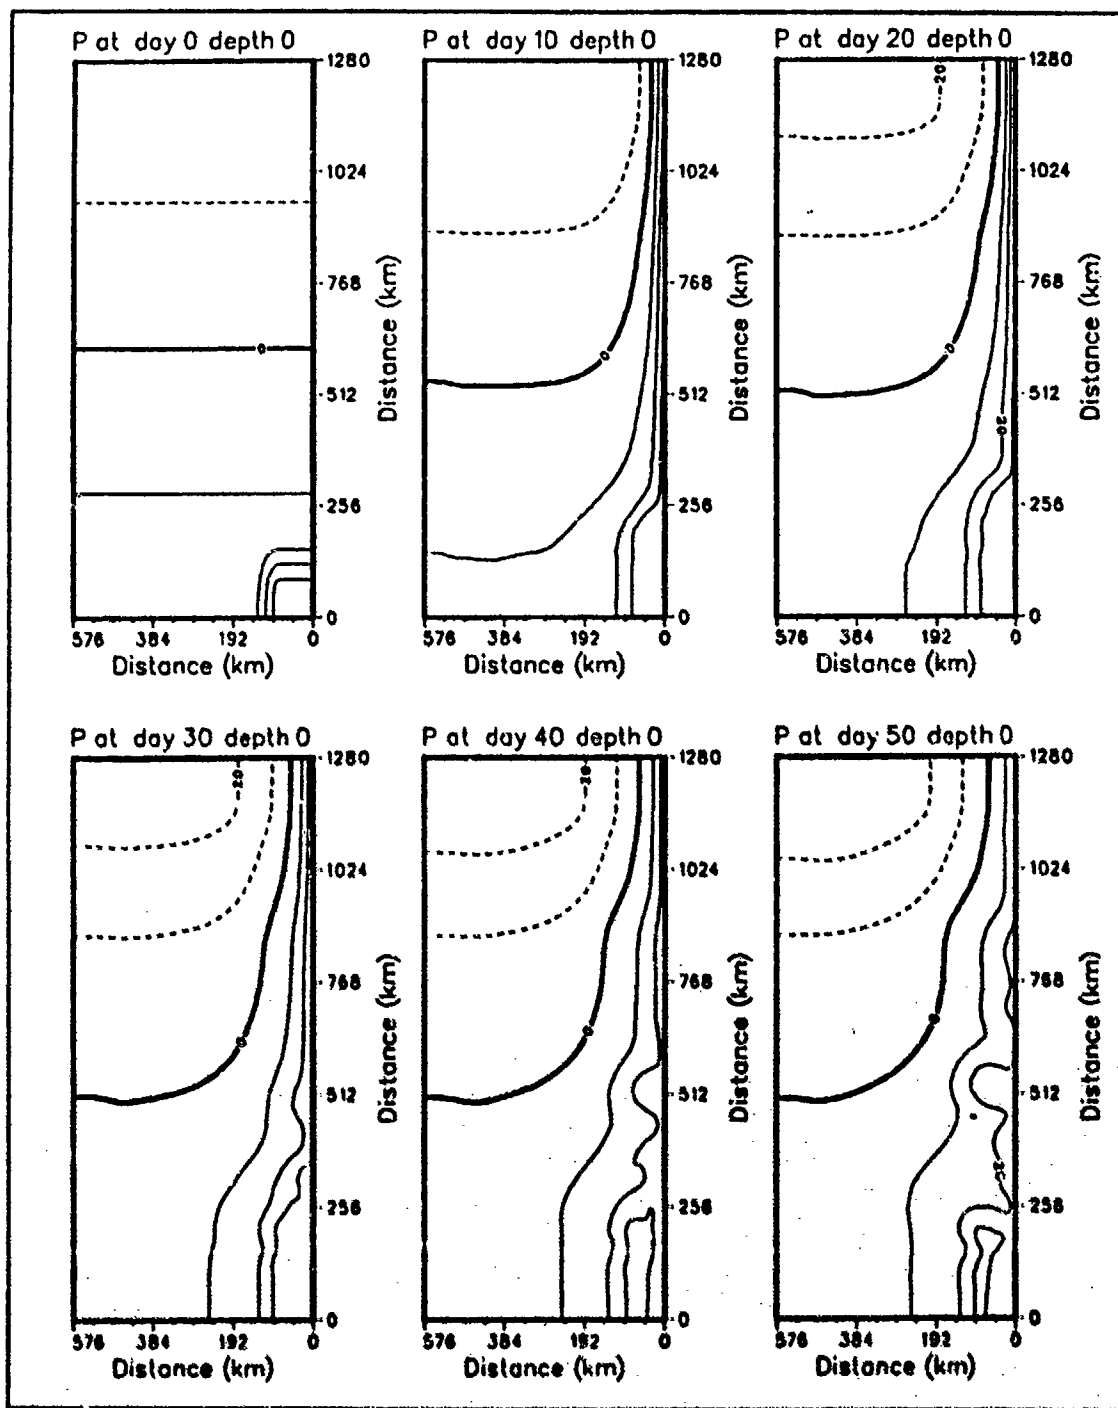 P at day 0 depth 0
P at day 10 depth 0
P at day 20 depth 0
1280
1024
768
512
256
0
Distance (km)
576 384 192 0
Distance (km)
0
1280
1024
768
512
256
0
Distance (km)
576 384 192 0
Distance (km)
0
1280
1024
768
512
256
0
Distance (km)
576 384 192 0
Distance (km)
-20
0
20
P at day 30 depth 0
P at day 40 depth 0
P at day 50 depth 0
1280
1024
768
512
256
0
Distance (km)
576 384 192 0
Distance (km)
-20
0
1280
1024
768
512
256
0
Distance (km)
576 384 192 0
Distance (km)
-20
0
1280
1024
768
512
256
0
Distance (km)
576 384 192 0
Distance (km)
0
20